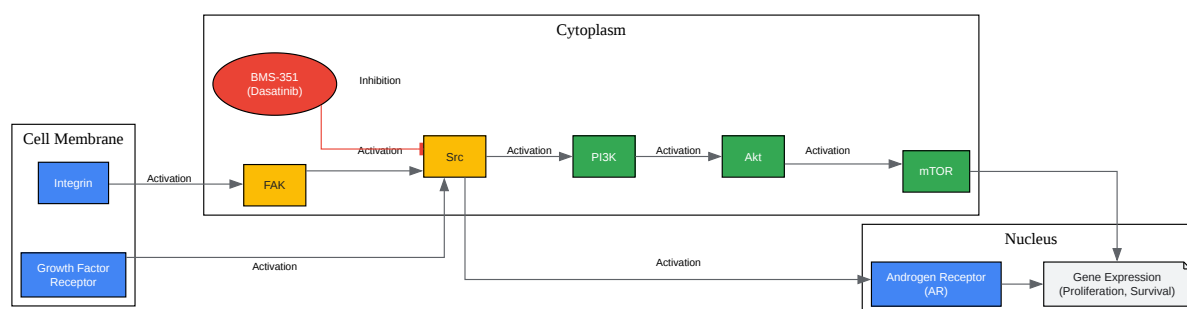 Cytoplasm
BMS-351
(Dasatinib)
Inhibition
Cell Membrane
Integrin
Activation
FAK
Activation
Src
Activation
PI3K
Activation
Akt
Activation
mTOR
Growth Factor
Receptor
Activation
Activation
Nucleus
Androgen Receptor
(AR)
Gene Expression
(Proliferation, Survival)